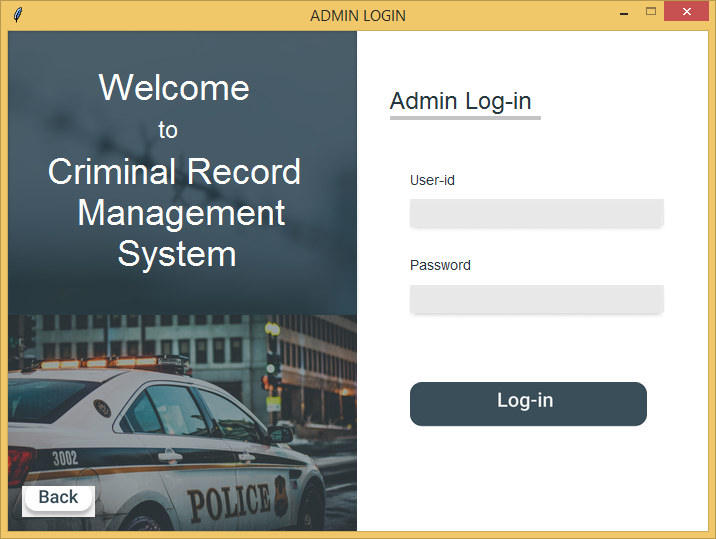 ADMIN LOGIN
Welcome
to
Criminal Record
Management
System
3002
POLICE
Back
Admin Log-in
User-id
Password
Log-in